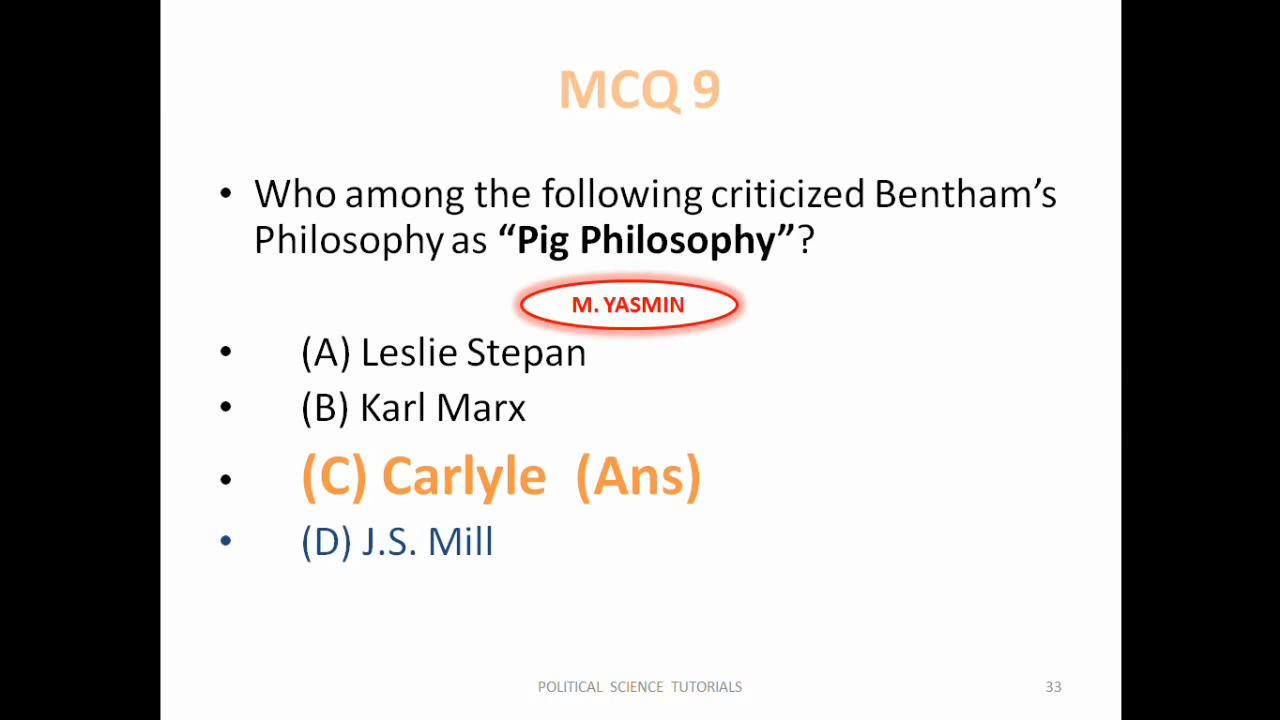 MCQ 9
• Who among the following criticized Bentham’s
Philosophy as “Pig Philosophy”?
M. YASMIN
• (A) Leslie Stepan
• (B) Karl Marx
• (C) Carlyle (Ans)
• (D) J.S. Mill
POLITICAL SCIENCE TUTORIALS 33